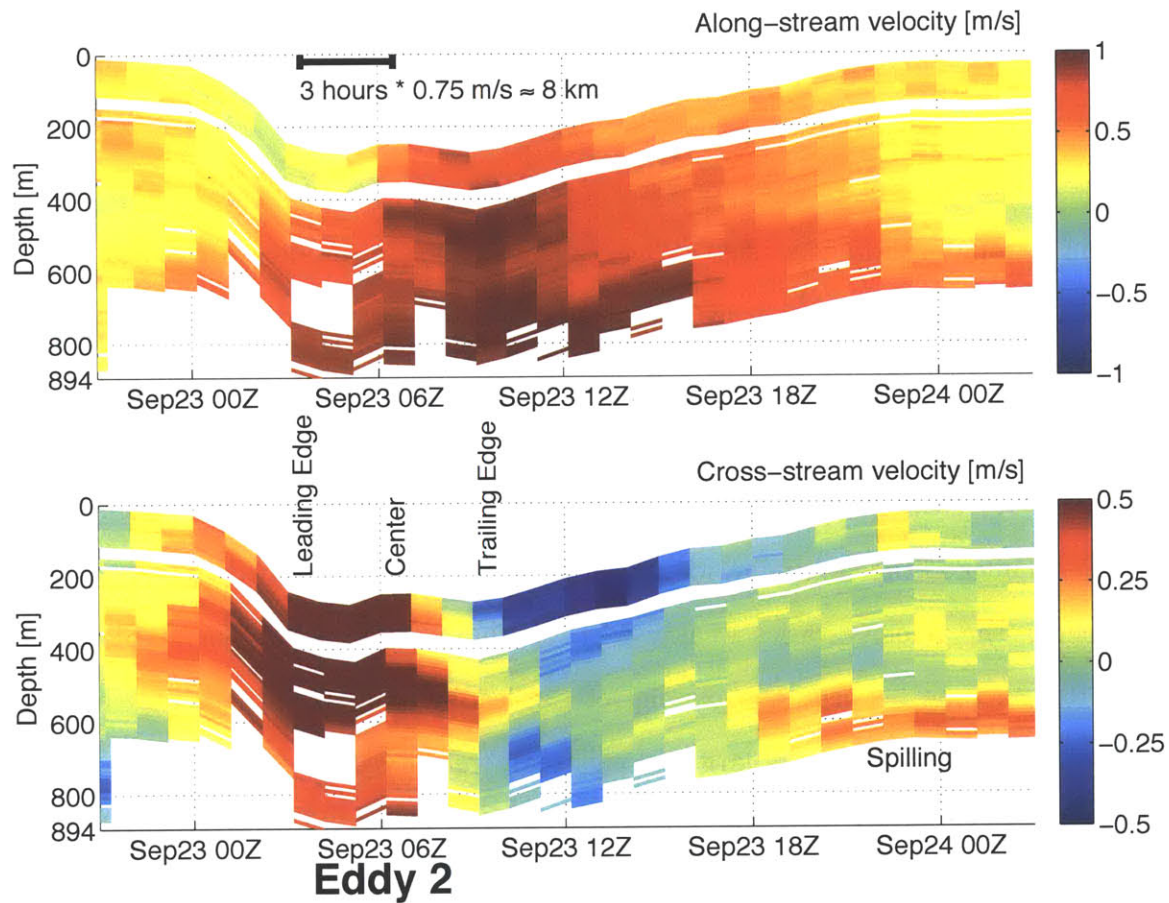 Along-stream velocity [m/s]
0
200
400
600
800
894
Depth [m]
3 hours * 0.75 m/s ≈ 8 km
1
0.5
0
-0.5
-1
Sep23 00Z Sep23 06Z Sep23 12Z Sep23 18Z Sep24 00Z
Leading Edge
Center
Trailing Edge
Cross-stream velocity [m/s]
0
200
400
600
800
894
Depth [m]
Spilling
0.5
0.25
0
-0.25
-0.5
Sep23 00Z Sep23 06Z Sep23 12Z Sep23 18Z Sep24 00Z
Eddy 2